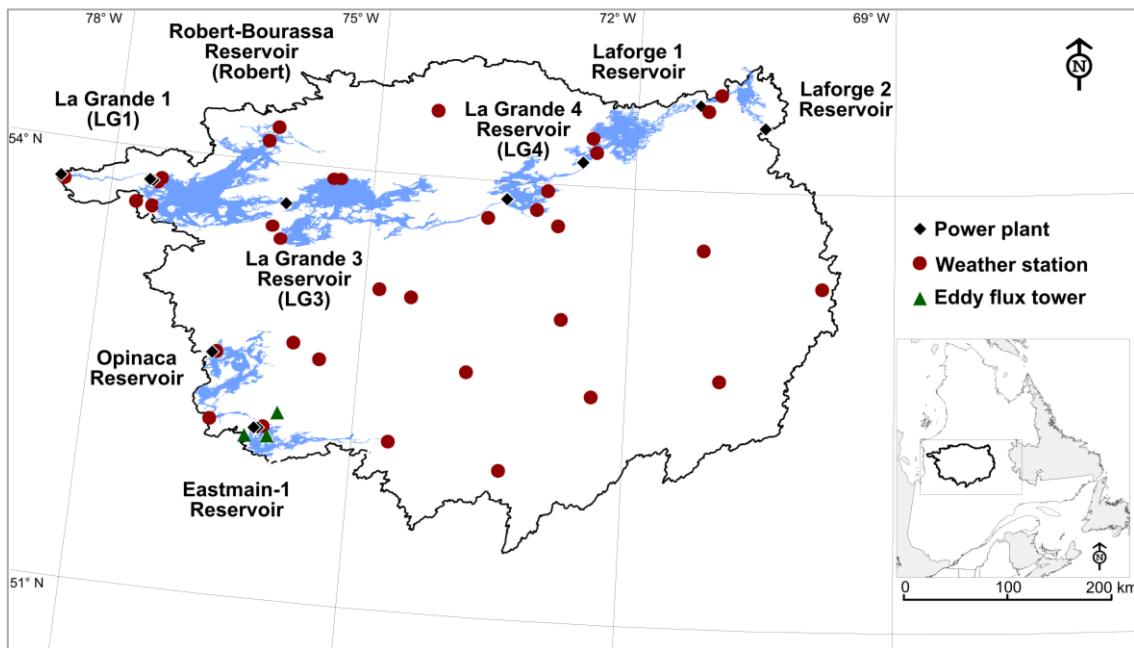 78° W
75° W
72° W
69° W
54° N
51° N
Robert-Bourassa
Reservoir
(Robert)
La Grande 1
(LG1)
Laforge 1
Reservoir
La Grande 4
Reservoir
(LG4)
Laforge 2
Reservoir
La Grande 3
Reservoir
(LG3)
Opinaca
Reservoir
Eastmain-1
Reservoir
N
Power plant
Weather station
Eddy flux tower
N
0 100 200 km